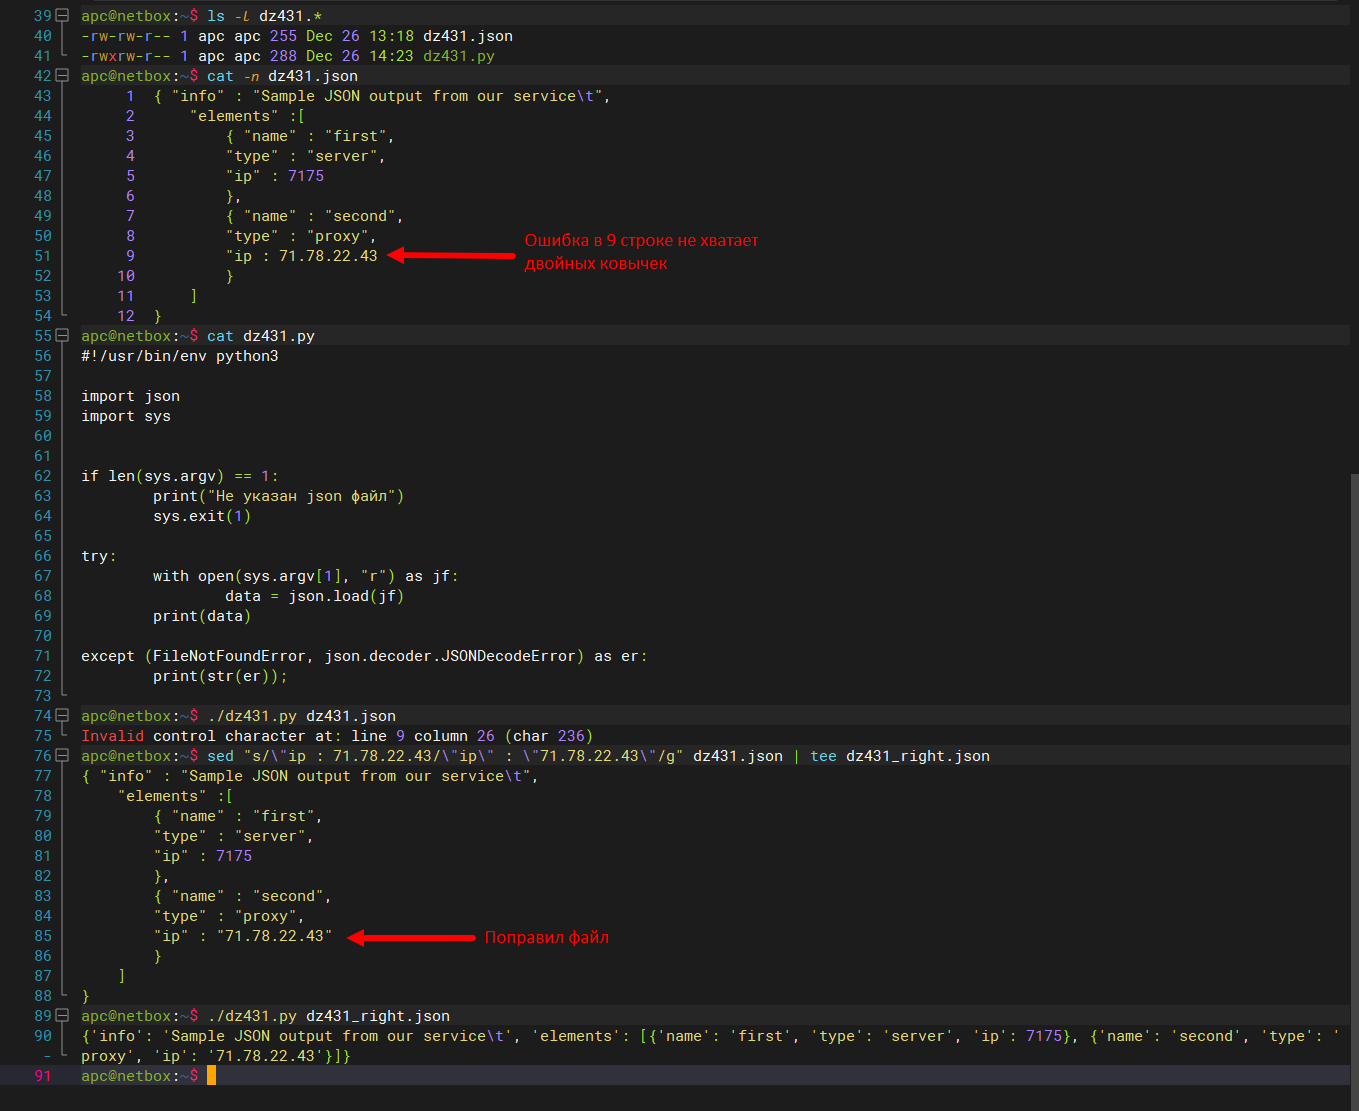 39 apc@netbox:~$ ls -l dz431.*
40 -rw-rw-r-- 1 apc apc 255 Dec 26 13:18 dz431.json
41 -rwxrw-r-- 1 apc apc 288 Dec 26 14:23 dz431.py
42 apc@netbox:~$ cat -n dz431.json
43 1 { "info" : "Sample JSON output from our service\t",
44 2 "elements" :[
45 3 { "name" : "first",
46 4 "type" : "server",
47 5 "ip" : 7175
48 6 },
49 7 { "name" : "second",
50 8 "type" : "proxy",
51 9 "ip : 71.78.22.43
Ошибка в 9 строке не хватает
двойных ковычек
52 10 }
53 11 ]
54 12 }
55 apc@netbox:~$ cat dz431.py
56 #!/usr/bin/env python3
57
58 import json
59 import sys
60
61
62 if len(sys.argv) == 1:
63 print("Не указан json файл")
64 sys.exit(1)
65
66 try:
67 with open(sys.argv[1], "r") as jf:
68 data = json.load(jf)
69 print(data)
70
71 except (FileNotFoundError, json.decoder.JSONDecodeError) as er:
72 print(str(er));
73
74 apc@netbox:~$ ./dz431.py dz431.json
75 Invalid control character at: line 9 column 26 (char 236)
76 apc@netbox:~$ sed "s/\"ip : 71.78.22.43/\"ip\" : \"71.78.22.43\"/g" dz431.json | tee dz431_right.json
77 { "info" : "Sample JSON output from our service\t",
78 "elements" :[
79 { "name" : "first",
80 "type" : "server",
81 "ip" : 7175
82 },
83 { "name" : "second",
84 "type" : "proxy",
85 "ip" : "71.78.22.43" Поправил файл
86 }
87 ]
88 }
89 apc@netbox:~$ ./dz431.py dz431_right.json
90 {'info': 'Sample JSON output from our service\t', 'elements': [{'name': 'first', 'type': 'server', 'ip': 7175}, {'name': 'second', 'type': '
- proxy', 'ip': '71.78.22.43'}]}
91 apc@netbox:~$